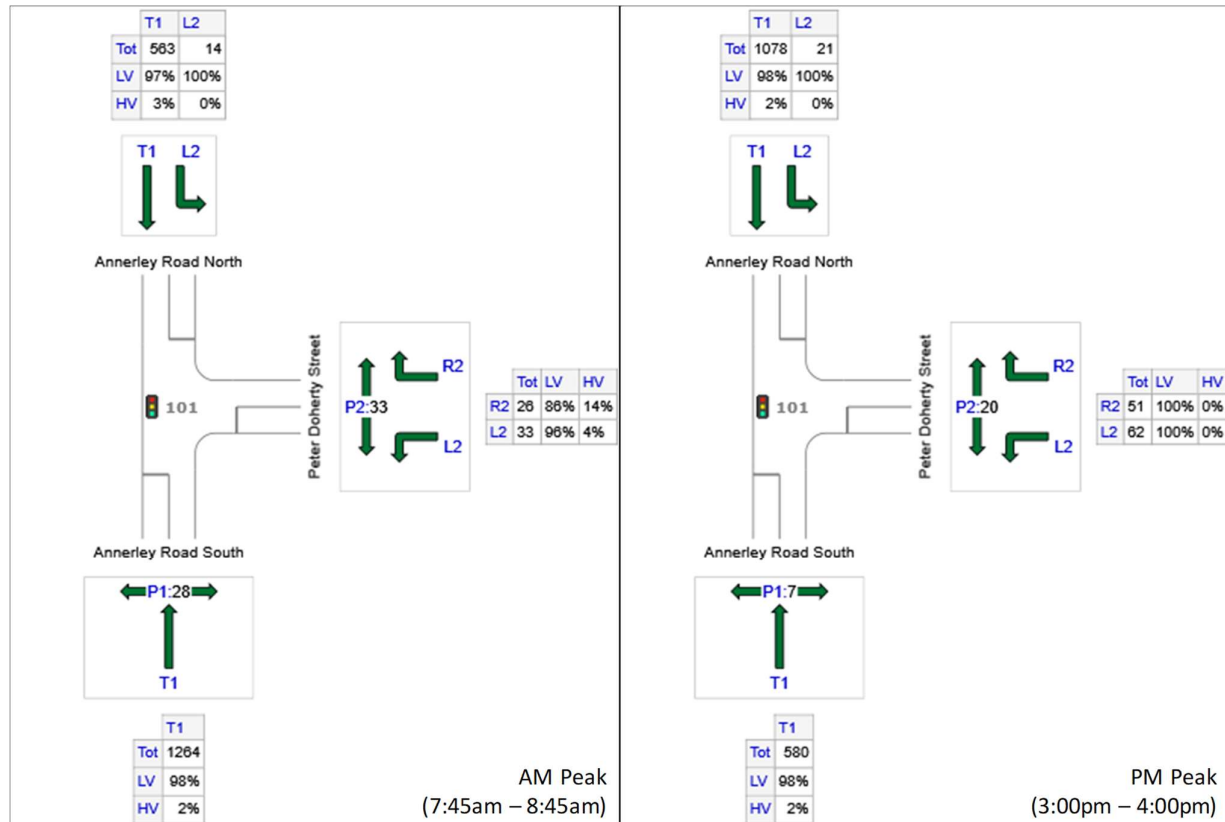 T1 L2
Tot 563 14
LV 97% 100%
HV 3% 0%
T1 L2
Annerley Road North
Peter Doherty Street
101
R2
P2:33
L2
Tot LV HV
R2 26 86% 14%
L2 33 96% 4%
Annerley Road South
P1:28
T1
T1
Tot 1264
LV 98%
HV 2%
AM Peak
(7:45am – 8:45am)
T1 L2
Tot 1078 21
LV 98% 100%
HV 2% 0%
T1 L2
Annerley Road North
Peter Doherty Street
101
R2
P2:20
L2
Tot LV HV
R2 51 100% 0%
L2 62 100% 0%
Annerley Road South
P1:7
T1
T1
Tot 580
LV 98%
HV 2%
PM Peak
(3:00pm – 4:00pm)